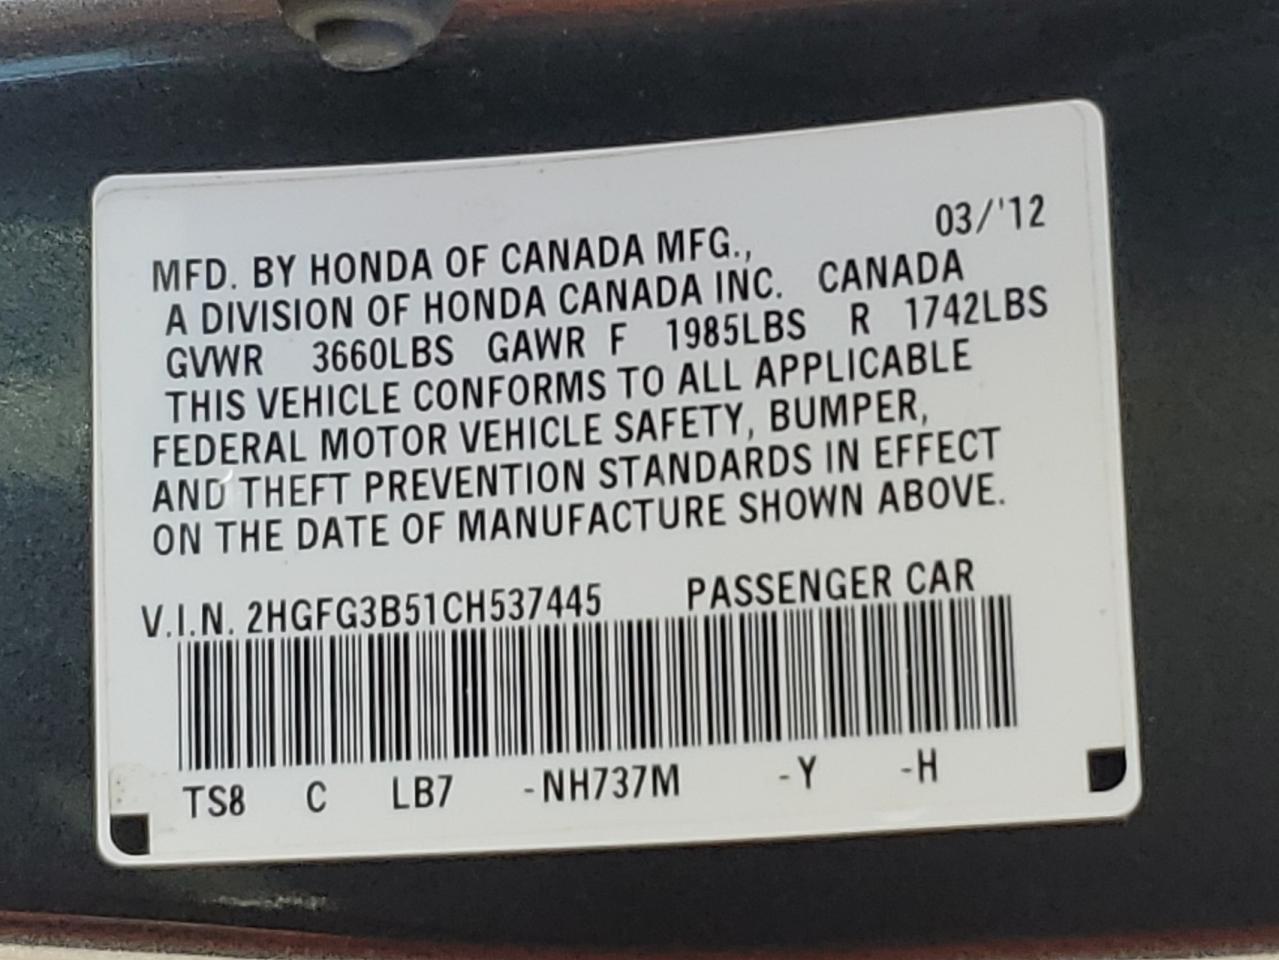 03/'12
MFD. BY HONDA OF CANADA MFG.,
A DIVISION OF HONDA CANADA INC. CANADA
GVWR 3660LBS GAWR F 1985LBS R 1742LBS
THIS VEHICLE CONFORMS TO ALL APPLICABLE
FEDERAL MOTOR VEHICLE SAFETY, BUMPER,
AND THEFT PREVENTION STANDARDS IN EFFECT
ON THE DATE OF MANUFACTURE SHOWN ABOVE.
V.I.N. 2HGFG3B51CH537445 PASSENGER CAR
TS8 C LB7 -NH737M -Y -H